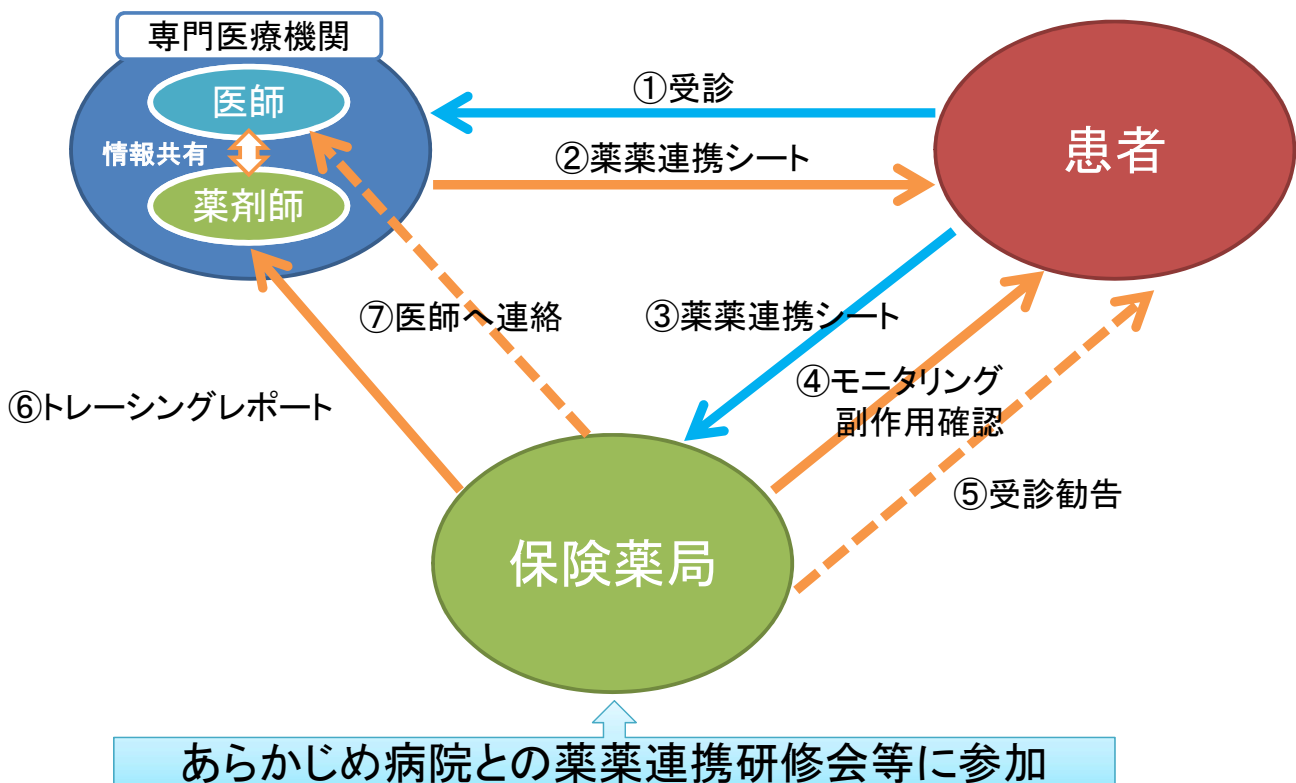 専門医療機関
医師
情報共有
薬剤師
①受診
②薬薬連携シート
患者
③薬薬連携シート
④モニタリング
副作用確認
⑤受診勧告
⑥トレーシングレポート
⑦医師へ連絡
保険薬局
あらかじめ病院との薬薬連携研修会等に参加